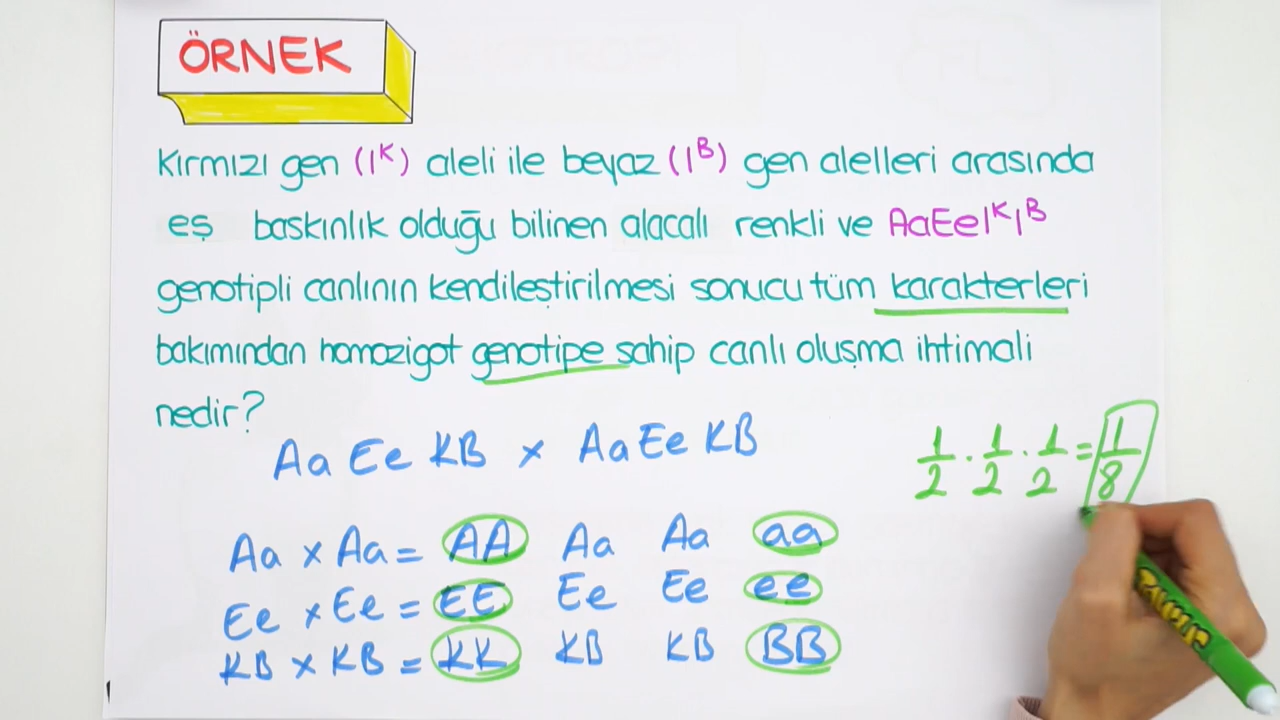 ÖRNEK
Kırmızı gen (I^K) aleli ile beyaz (I^B) gen alelleri arasında
eş baskınlık olduğu bilinen alacalı renkli ve AaEeI^KI^B
genotipli canlının kendileştirilmesi sonucu tüm karakterleri
bakımından homozigot genotipe sahip canlı oluşma ihtimali
nedir?
AaEeKB x AaEeKB
1/2 . 1/2 . 1/2 = 1/8
Aa x Aa = AA Aa Aa aa
Ee x Ee = EE Ee Ee ee
KB x KB = KK KB KB BB